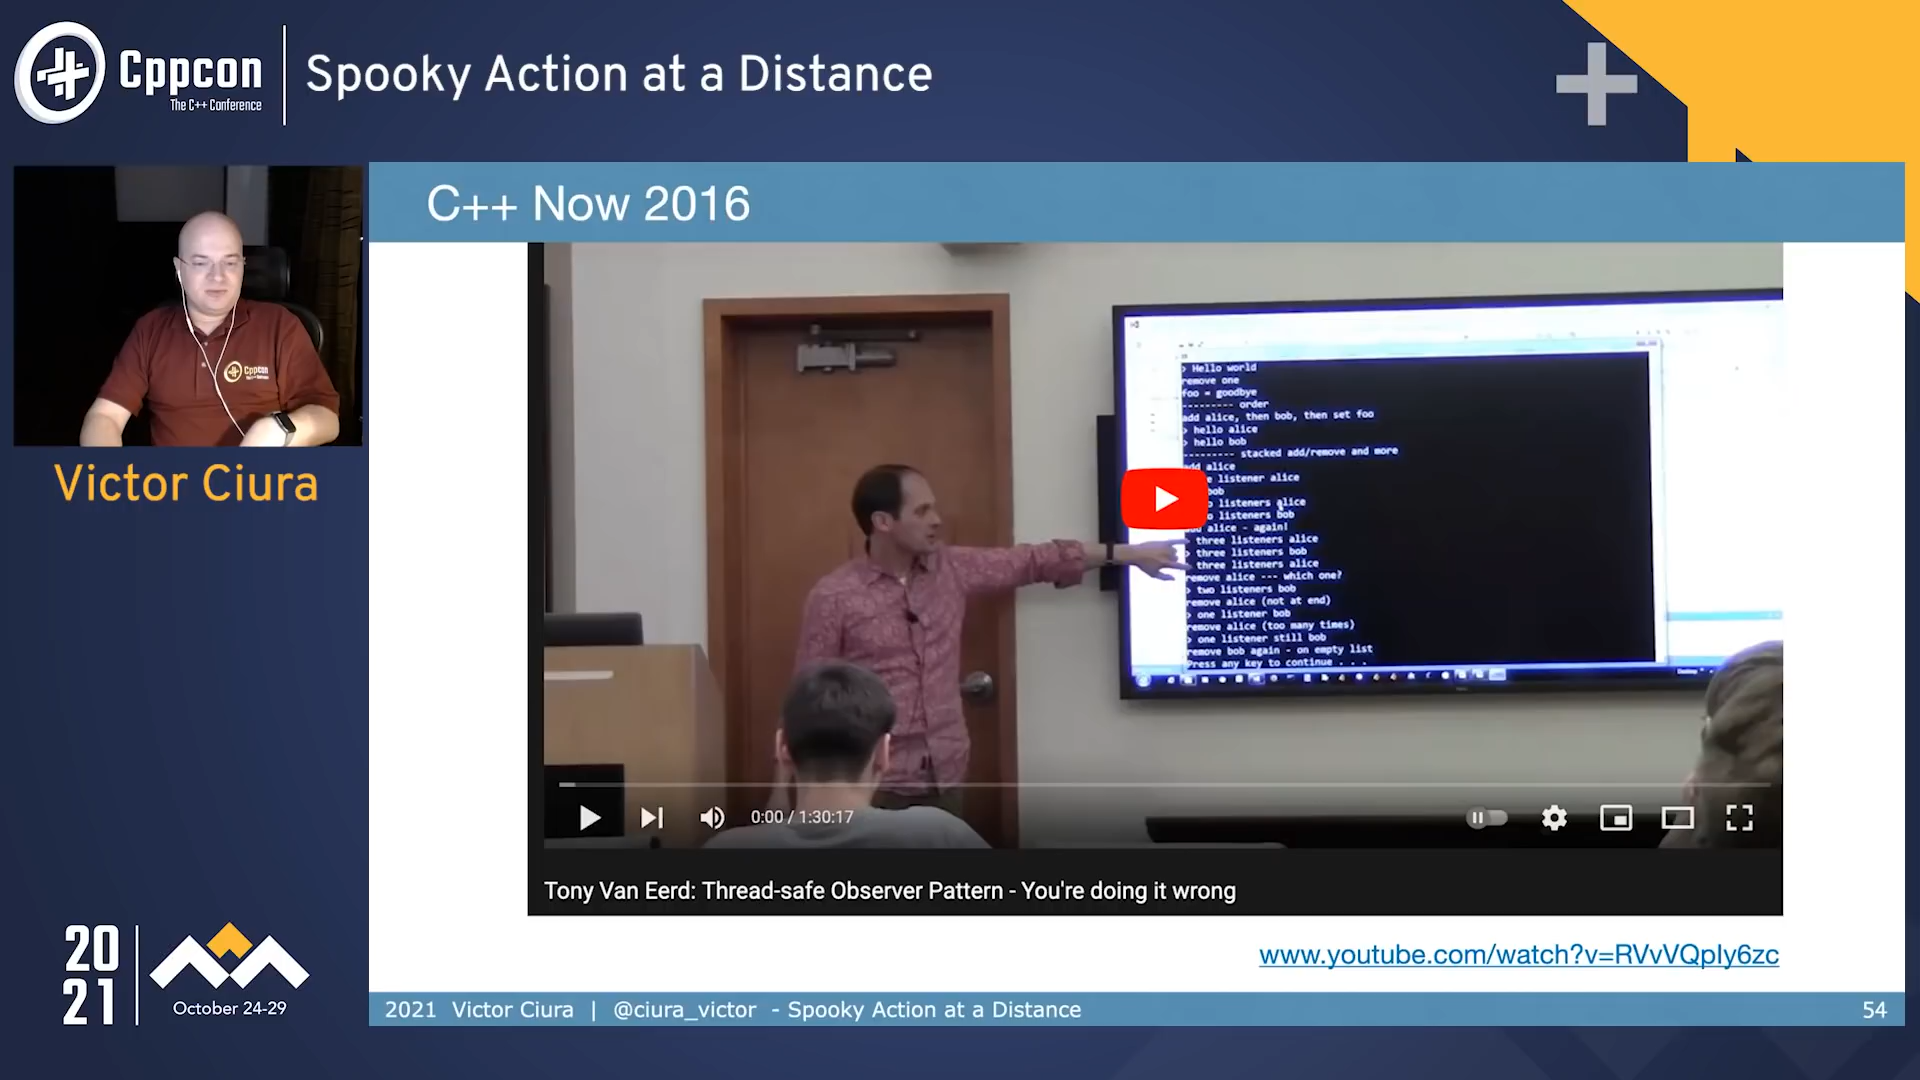 Cppcon
The C++ Conference
Spooky Action at a Distance
Cppcon
Victor Ciura
C++ Now 2016
> Hello world
remove one
foo = goodbye
--------- order
add alice, then bob, then set foo
> hello alice
> hello bob
--------- stacked add/remove and more
add alice
listener alice
bob
listeners alice
listeners bob
alice - again!
> three listeners alice
> three listeners bob
> three listeners alice
remove alice --- which one?
> two listeners bob
remove alice (not at end)
> one listener bob
remove alice (too many times)
> one listener still bob
remove bob again - on empty list
Press any key to continue . . .
0:00 / 1:30:17
Tony Van Eerd: Thread-safe Observer Pattern - You're doing it wrong
www.youtube.com/watch?v=RVvVQpIy6zc
2021 Victor Ciura | @ciura_victor - Spooky Action at a Distance
54
20
21
October 24-29